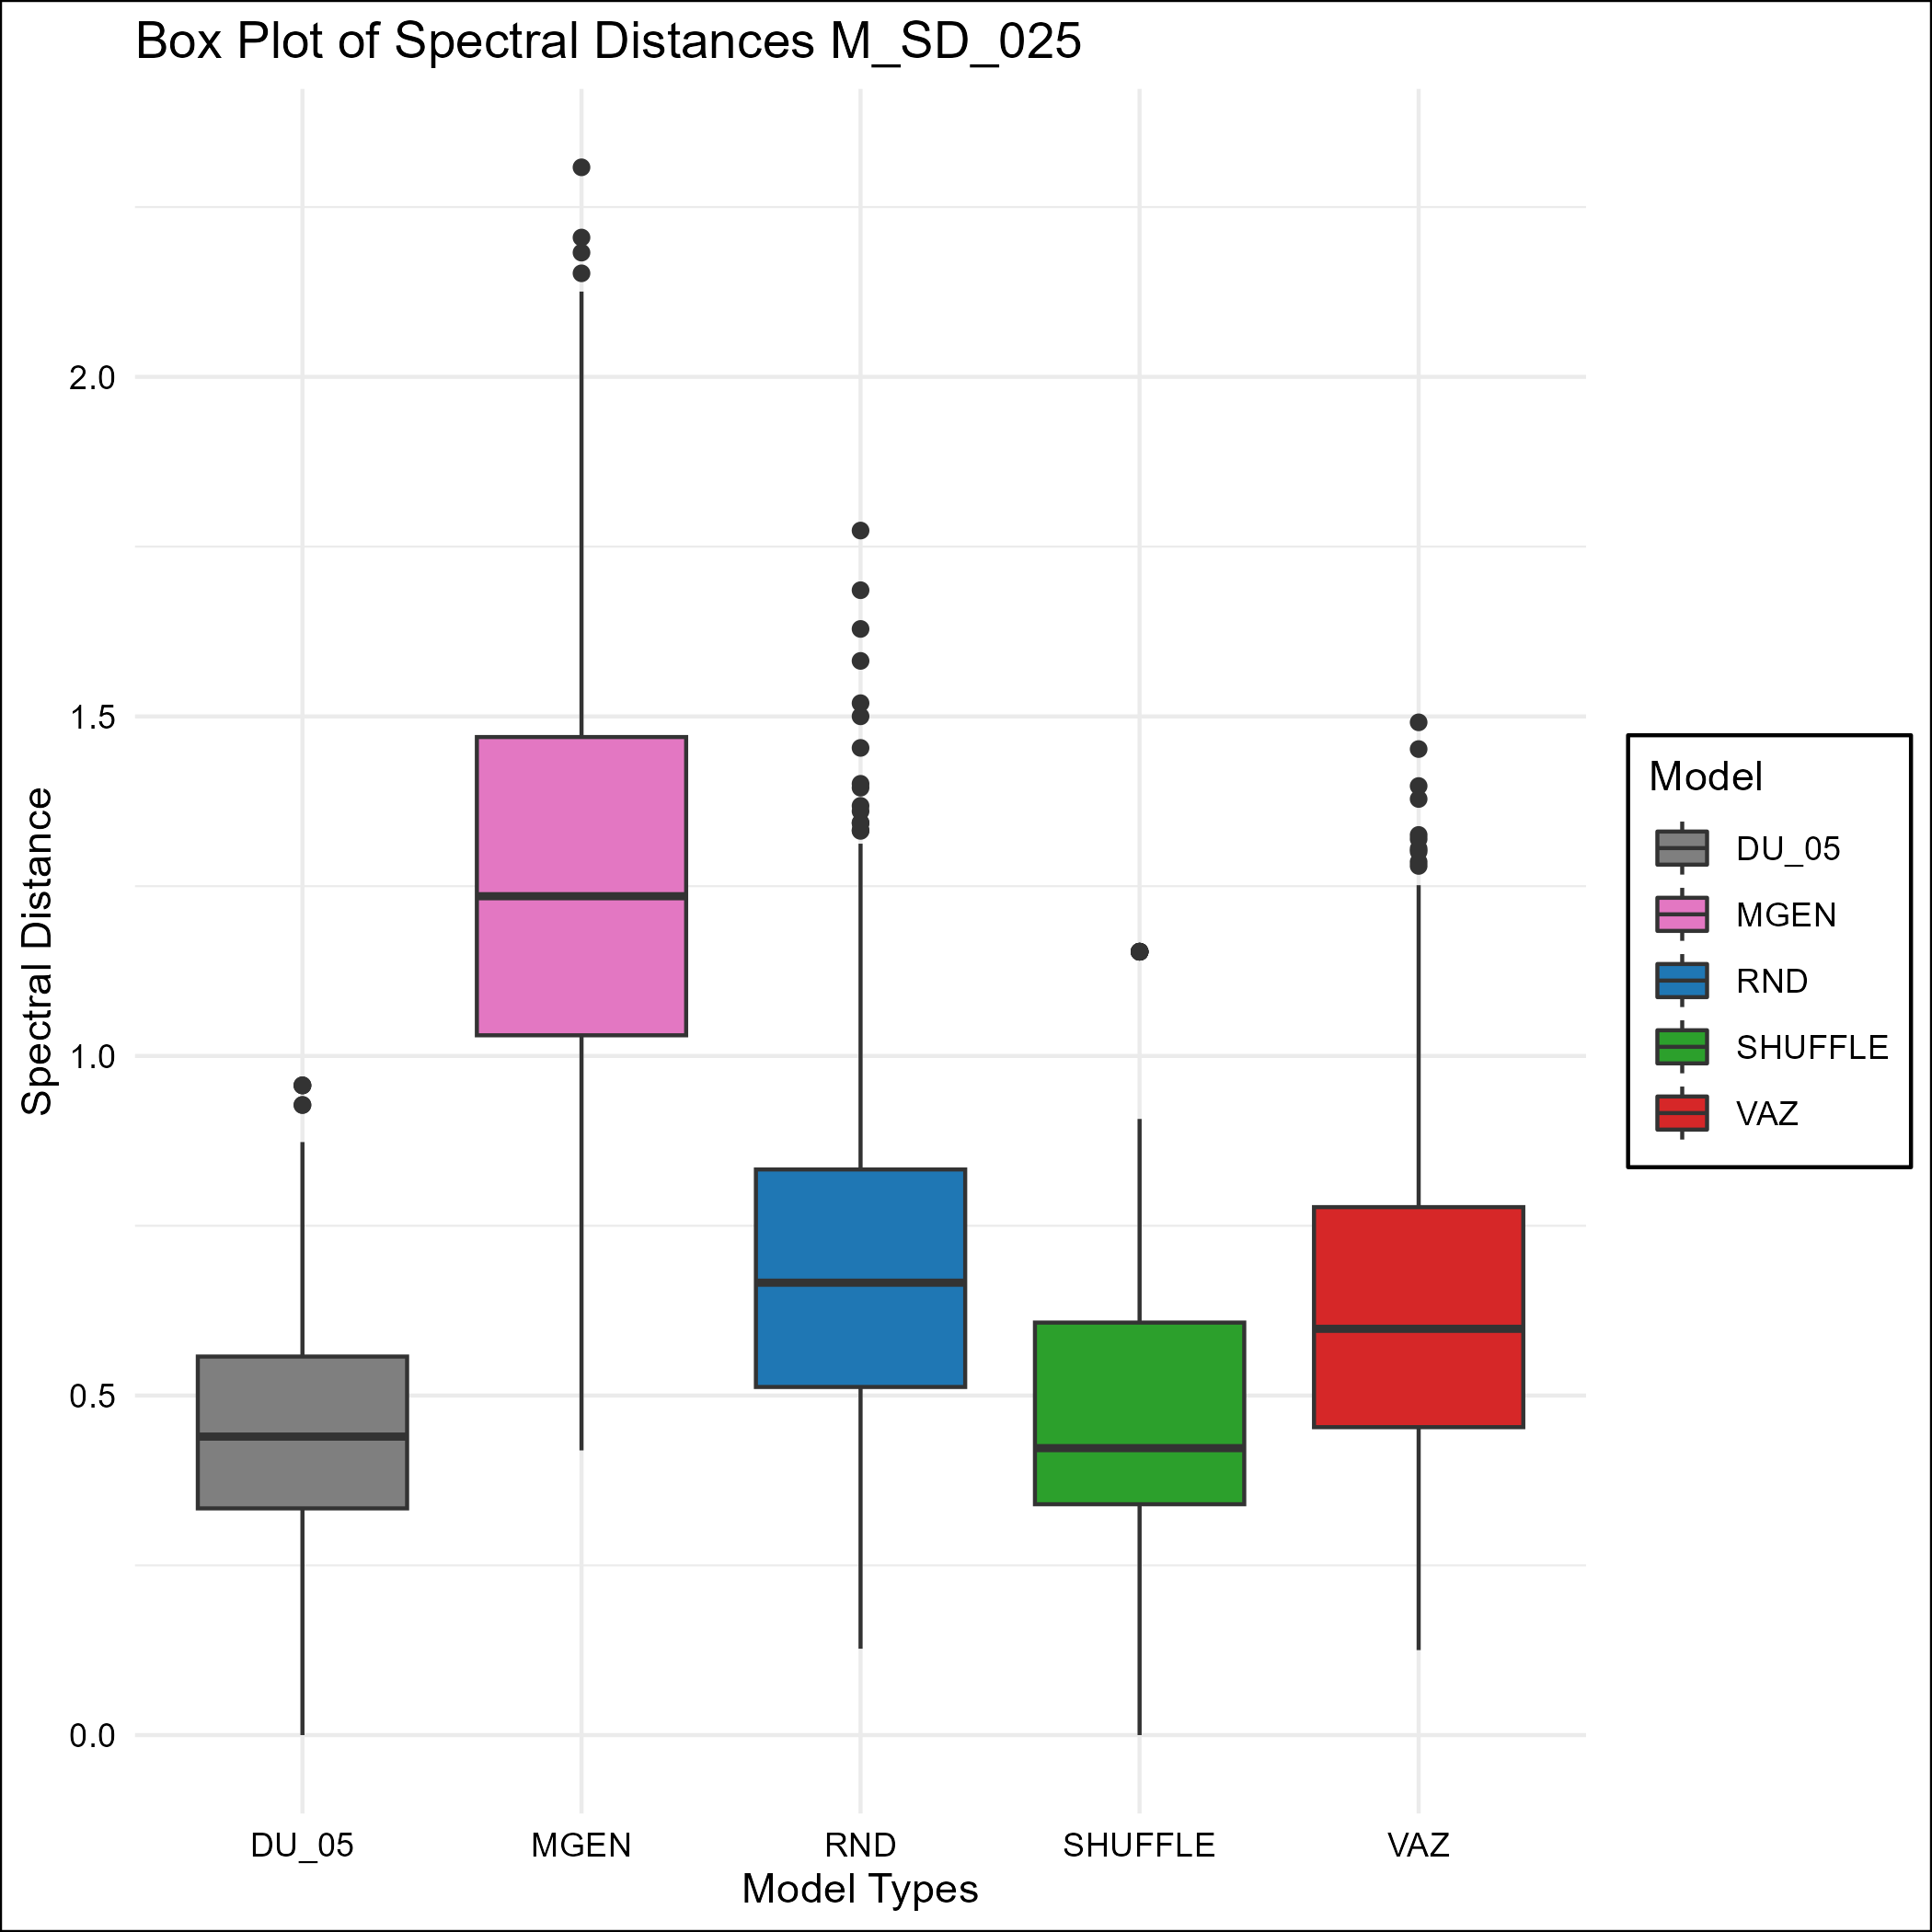 Box Plot of Spectral Distances M_SD_025
Spectral Distance
2.0
1.5
1.0
0.5
0.0
DU_05 MGEN RND SHUFFLE VAZ
Model Types
Model
DU_05
MGEN
RND
SHUFFLE
VAZ